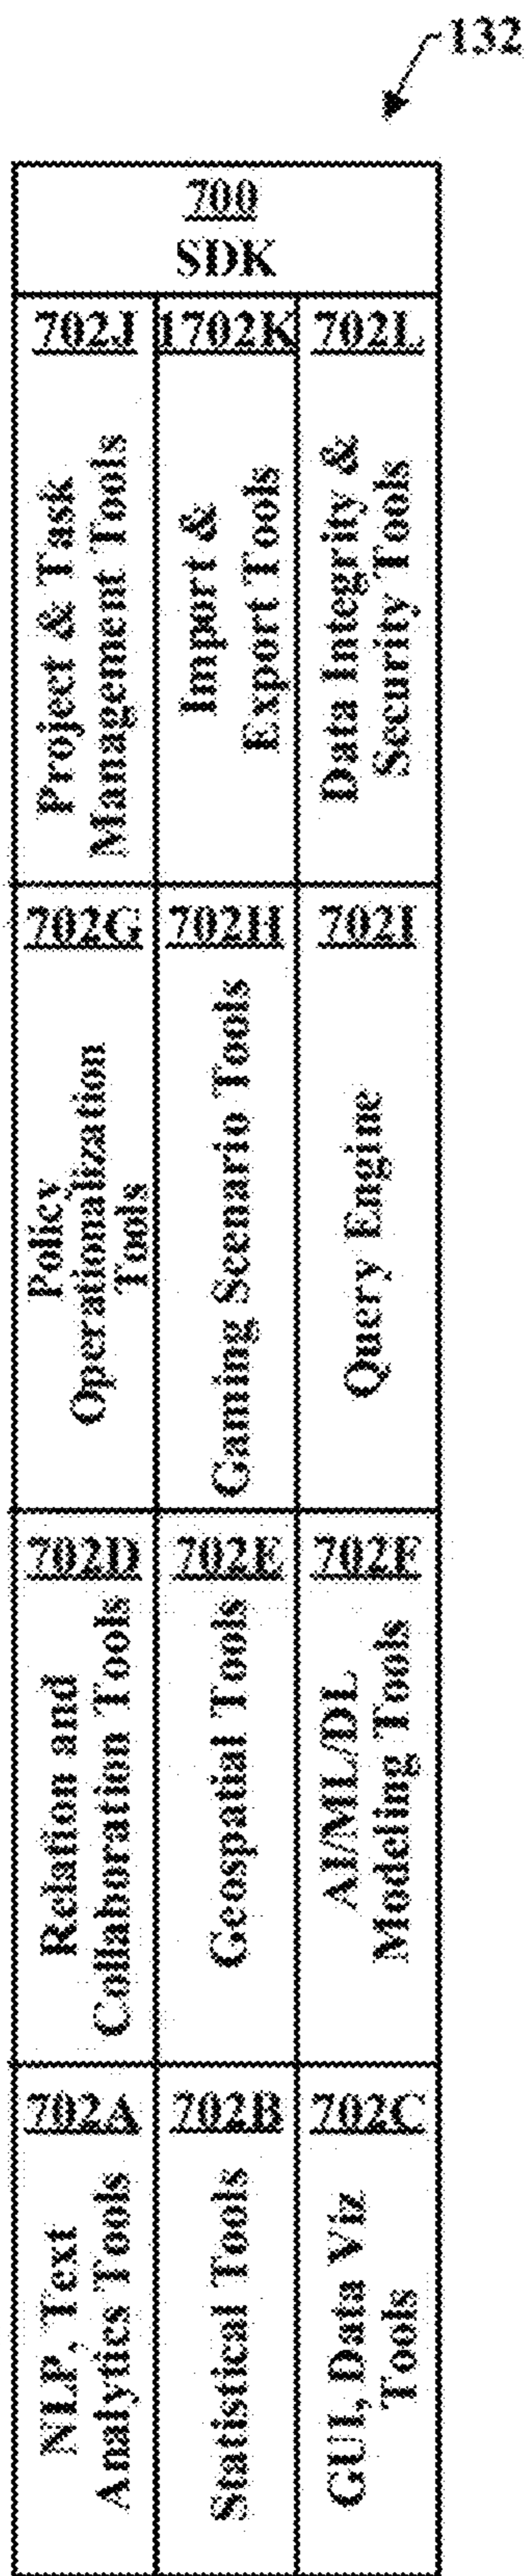 132
700
SDK
702J
Project & Task
Management Tools
1702K
Import &
Export Tools
702L
Data Integrity &
Security Tools
702G
Policy
Operationalization
Tools
702H
Gaming Scenario Tools
702I
Query Engine
702D
Relation and
Collaboration Tools
702E
Geospatial Tools
702F
AI/ML/DL
Modeling Tools
702A
NLP, Text
Analytics Tools
702B
Statistical Tools
702C
GUI, Data Viz
Tools